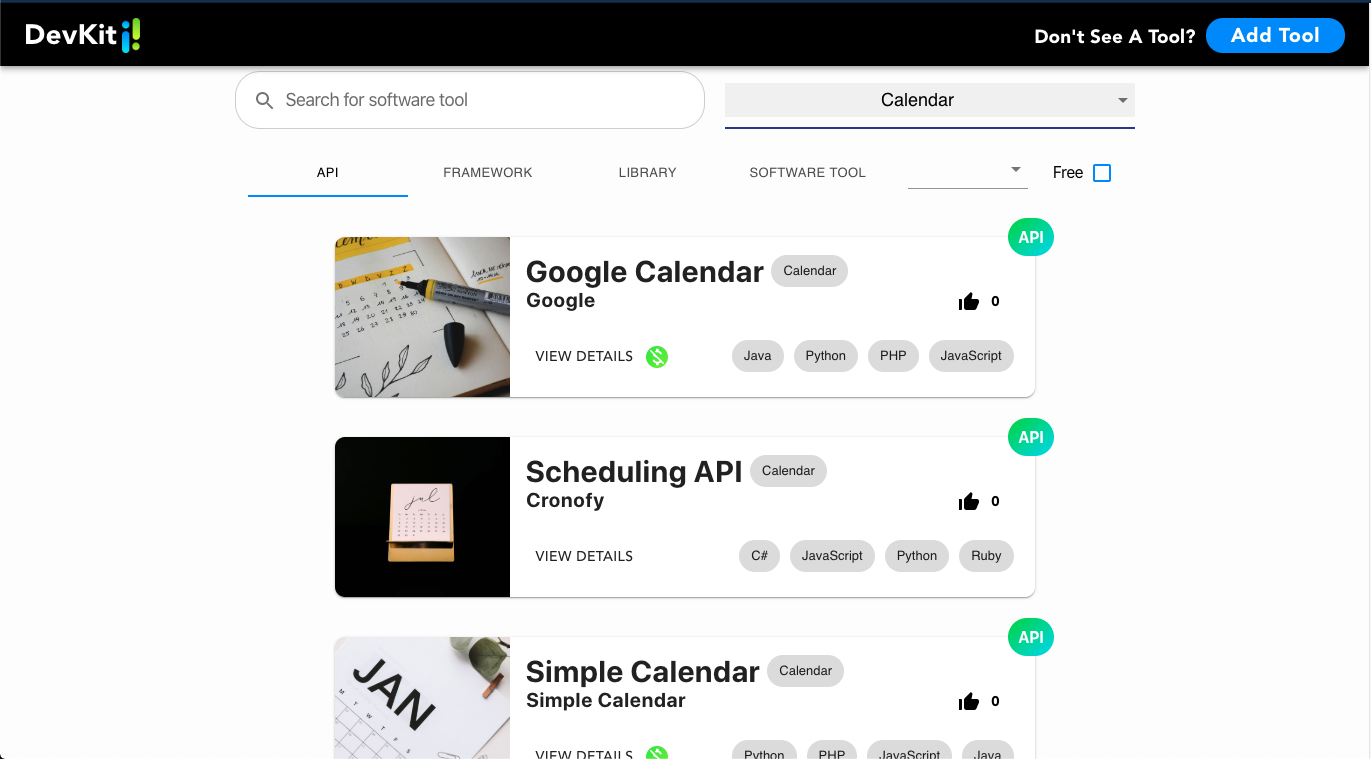 DevKit
Don't See A Tool? Add Tool
Search for software tool
Calendar
API FRAMEWORK LIBRARY SOFTWARE TOOL Free
API
Google Calendar Calendar
Google
0
VIEW DETAILS Java Python PHP JavaScript
API
Scheduling API Calendar
Cronofy
0
VIEW DETAILS C# JavaScript Python Ruby
jul
API
JAN
M T W T F S
Simple Calendar Calendar
Simple Calendar
0
VIEW DETAILS Python PHP JavaScript Java